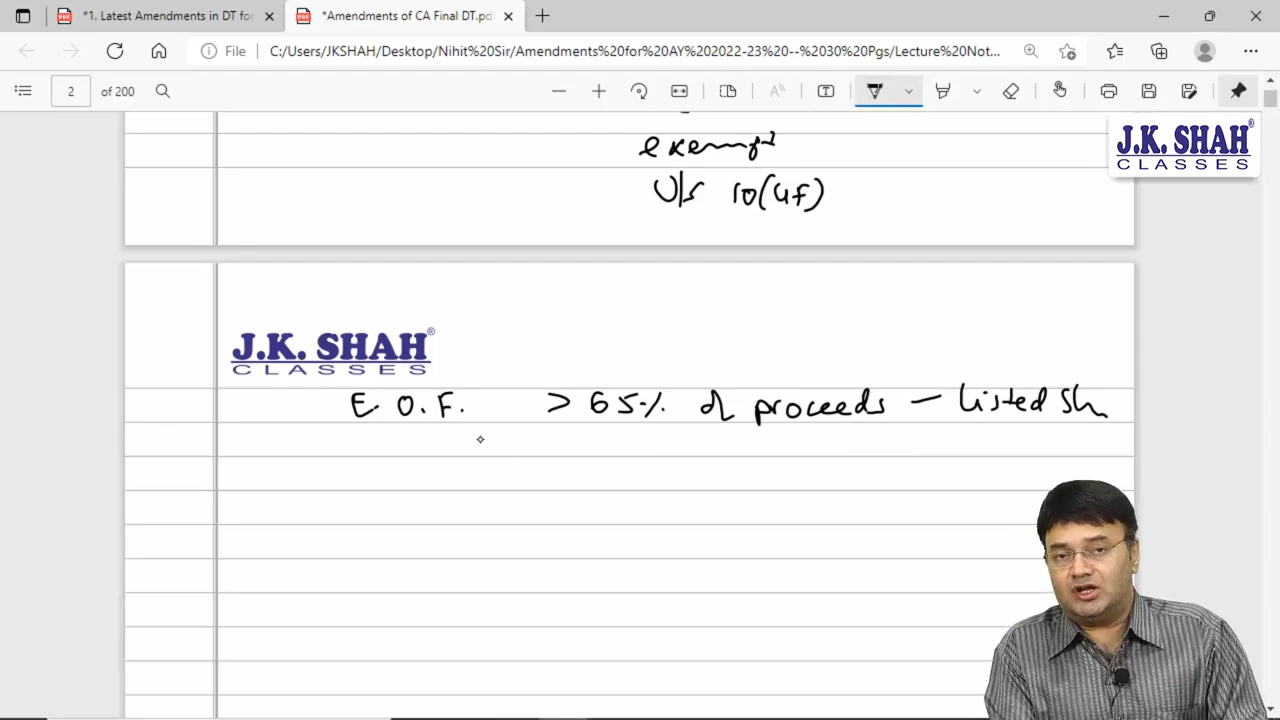 *1. Latest Amendments in DT for
*Amendments of CA Final DT.pdf
File C:/Users/JKSHAH/Desktop/Nihit%20Sir/Amendments%20for%20AY%202022-23%20--%2030%20Pgs/Lecture%20Not...
2 of 200
J.K. SHAH®
CLASSES
exempt
U/s 10(4F)
J.K. SHAH®
CLASSES
E.O.F. > 65% of proceeds – Listed Sh